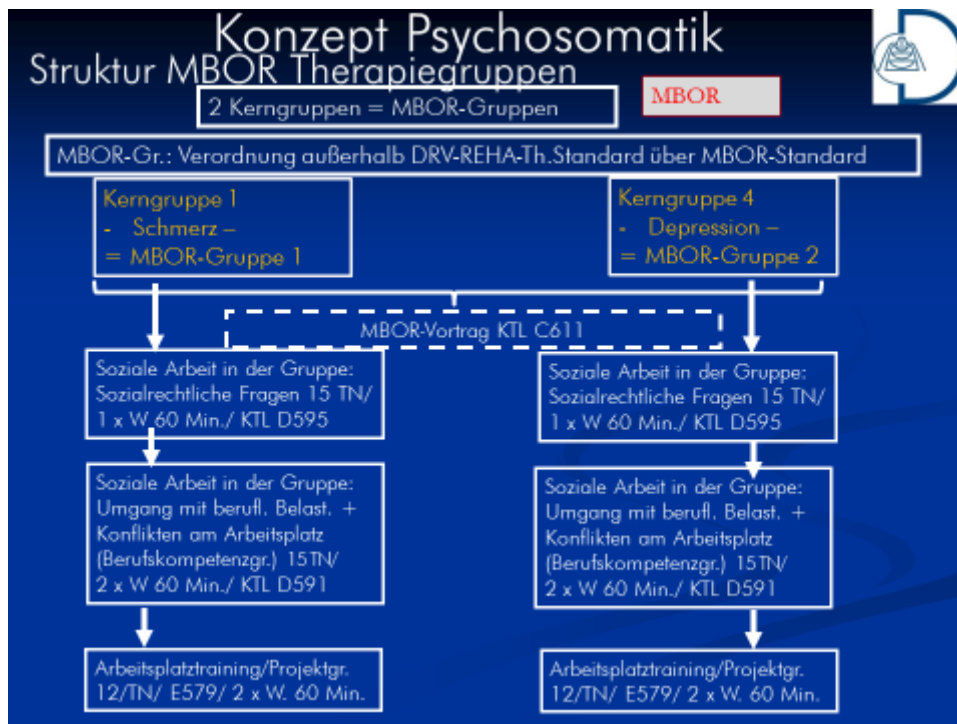 Konzept Psychosomatik
Struktur MBOR Therapiegruppen
2 Kerngruppen = MBOR-Gruppen
MBOR
MBOR-Gr.: Verordnung außerhalb DRV-REHA-Th.Standard über MBOR-Standard
Kerngruppe 1
- Schmerz –
= MBOR-Gruppe 1
Kerngruppe 4
- Depression –
= MBOR-Gruppe 2
MBOR-Vortrag KTL C611
Soziale Arbeit in der Gruppe:
Sozialrechtliche Fragen 15 TN/
1 x W 60 Min./ KTL D595
Soziale Arbeit in der Gruppe:
Sozialrechtliche Fragen 15 TN/
1 x W 60 Min./ KTL D595
Soziale Arbeit in der Gruppe:
Umgang mit berufl. Belast. +
Konflikten am Arbeitsplatz
(Berufskompetenzgr.) 15TN/
2 x W 60 Min./ KTL D591
Soziale Arbeit in der Gruppe:
Umgang mit berufl. Belast. +
Konflikten am Arbeitsplatz
(Berufskompetenzgr.) 15TN/
2 x W 60 Min./ KTL D591
Arbeitsplatztraining/Projektgr.
12/TN/ E579/ 2 x W. 60 Min.
Arbeitsplatztraining/Projektgr.
12/TN/ E579/ 2 x W. 60 Min.